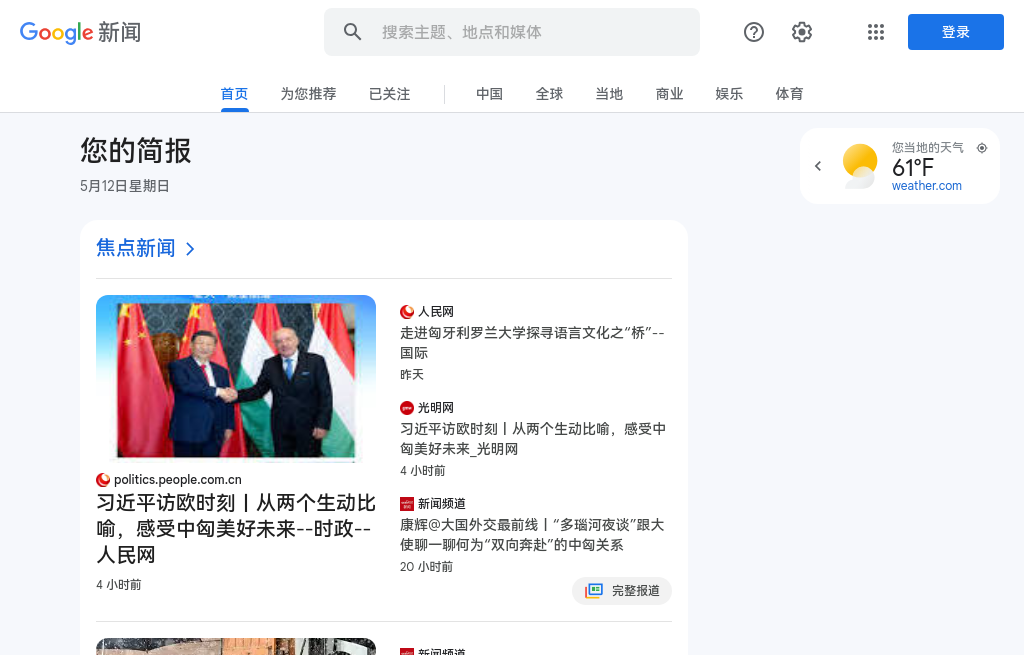 Google 新闻
搜索主题、地点和媒体
登录
首页
为您推荐
已关注
中国
全球
当地
商业
娱乐
体育
您的简报
5月12日星期日
您当地的天气
61°F
weather.com
焦点新闻
politics.people.com.cn
习近平访欧时刻丨从两个生动比
喻，感受中匈美好未来--时政--
人民网
4 小时前
人民网
走进匈牙利罗兰大学探寻语言文化之“桥”--
国际
昨天
光明网
习近平访欧时刻丨从两个生动比喻，感受中
匈美好未来_光明网
4 小时前
新闻频道
康辉@大国外交最前线丨“多瑙河夜谈”跟大
使聊一聊何为“双向奔赴”的中匈关系
20 小时前
完整报道
新闻频道